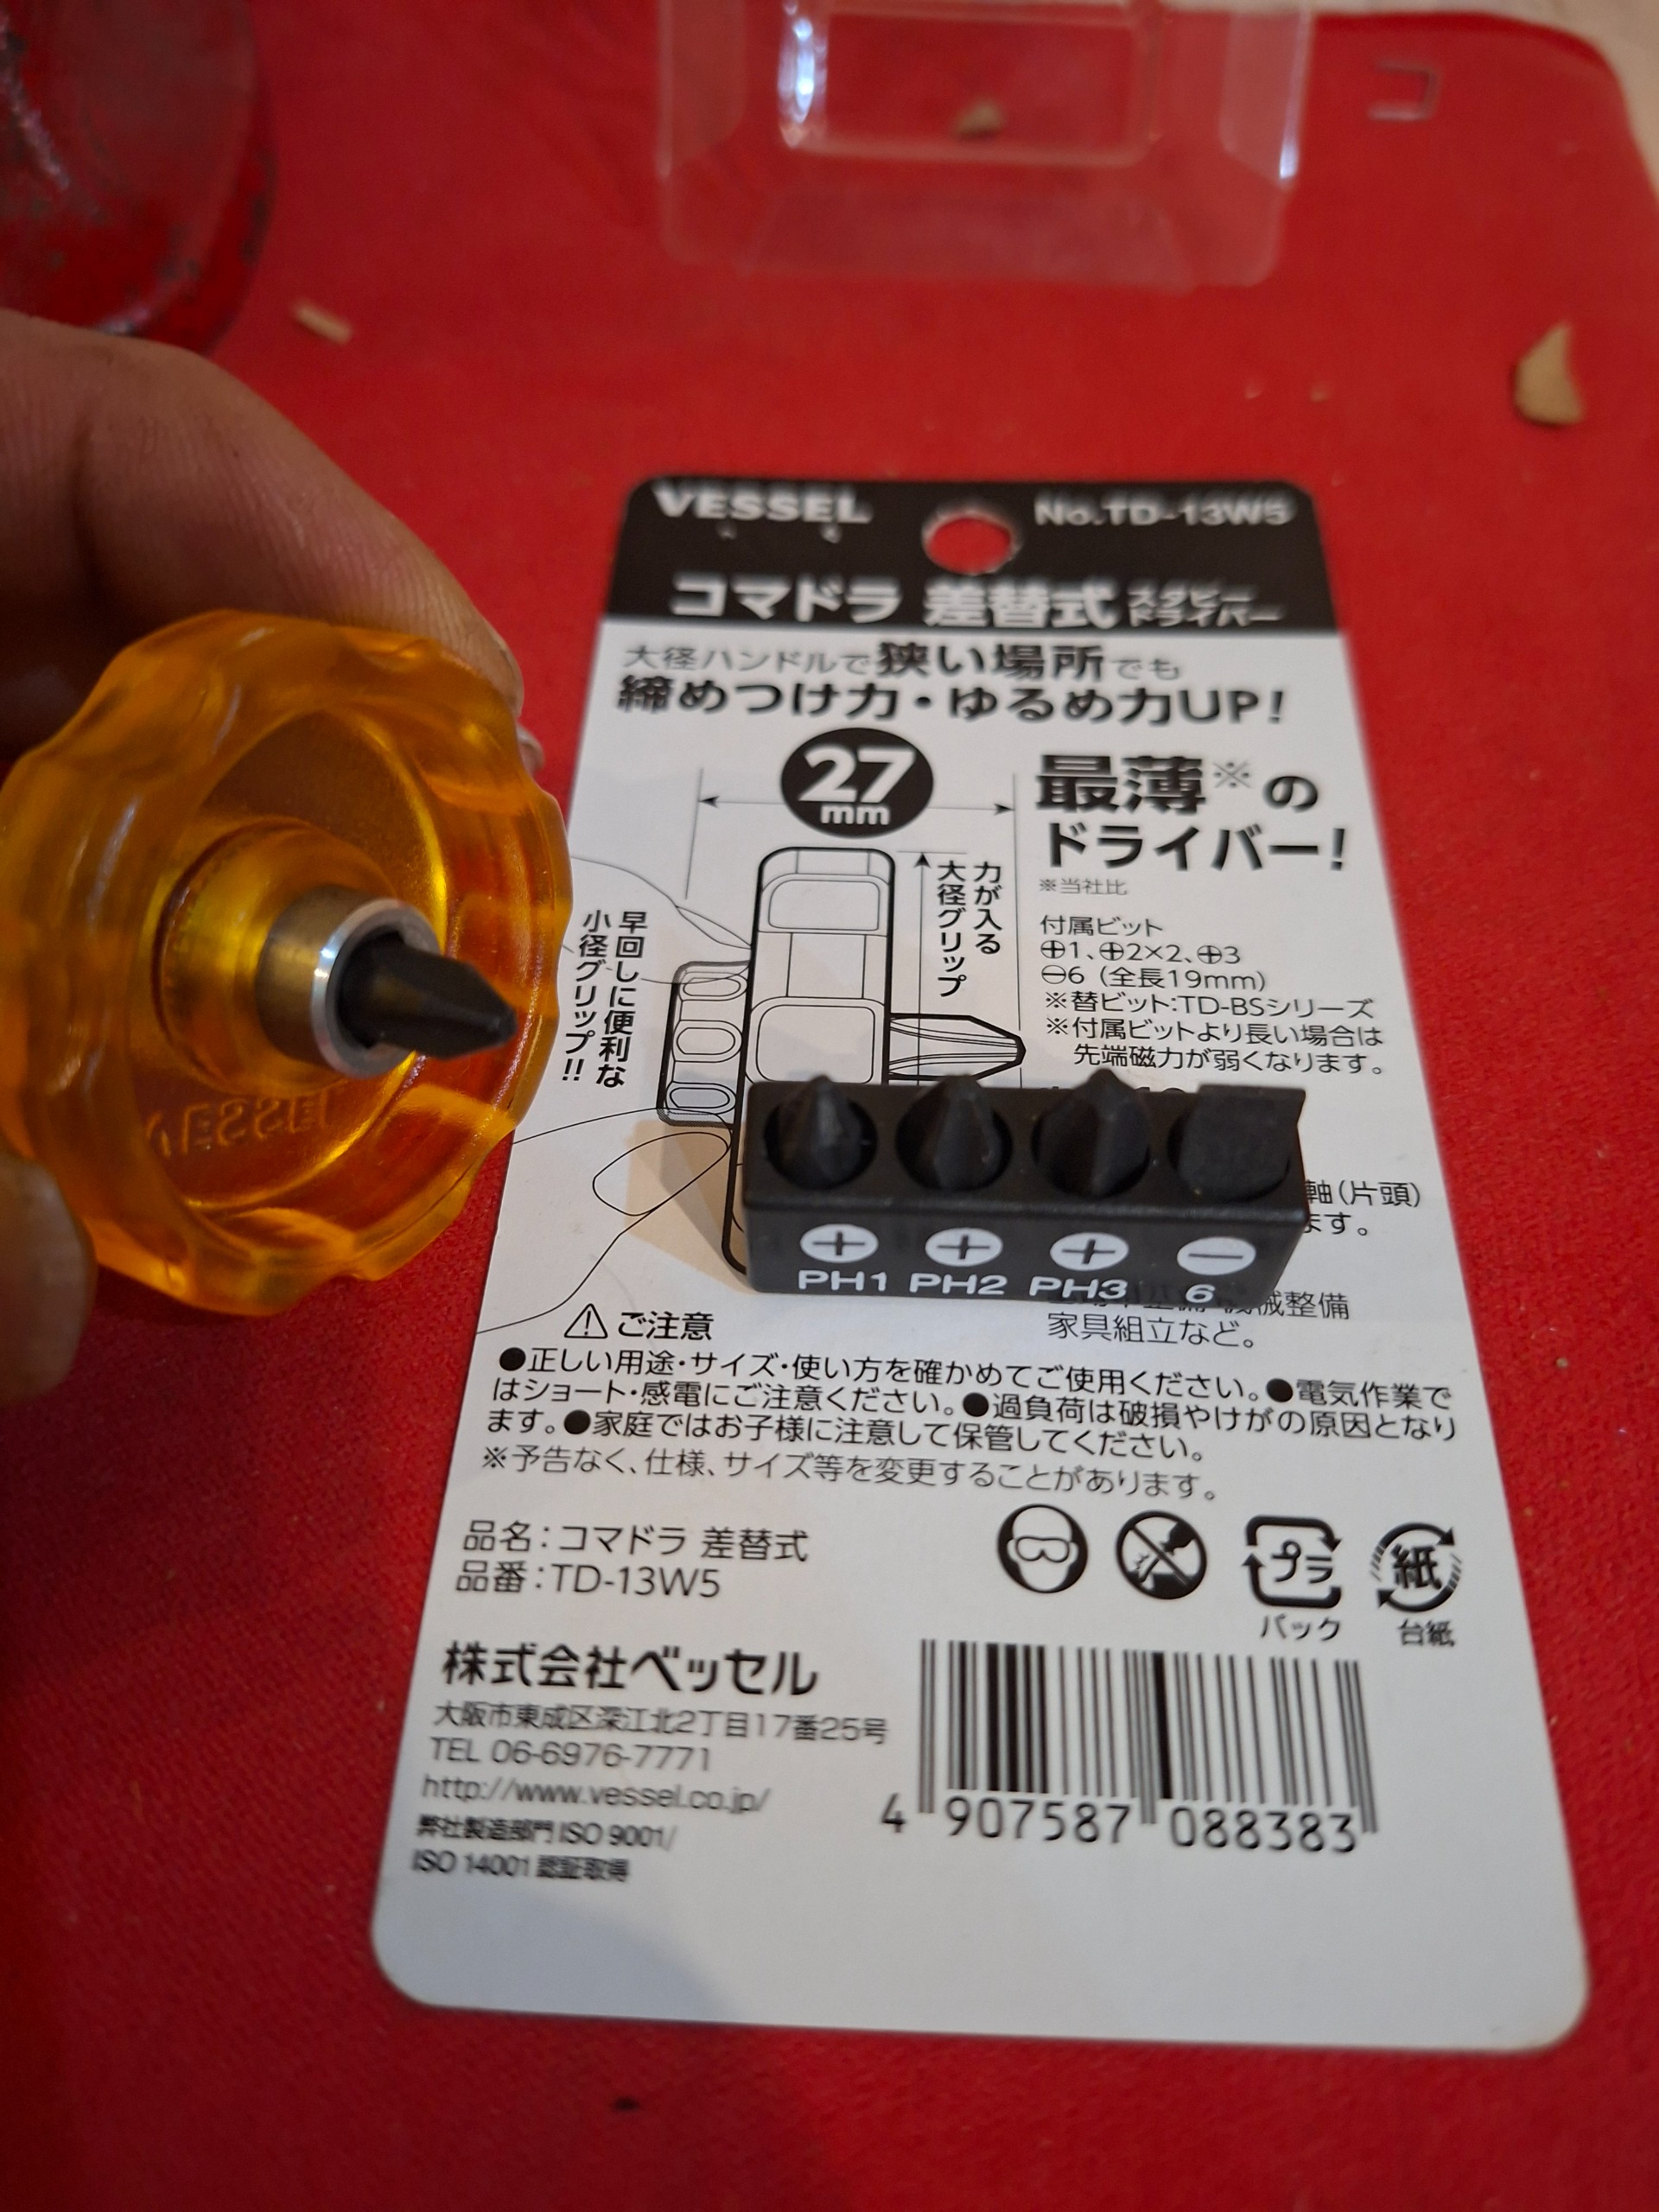 VESSEL
No.TD-13W5
コマドラ 差替式 スタビー
ドライバー
大径ハンドルで狭い場所でも
締めつけ力・ゆるめ力UP!
27
mm
最薄※の
ドライバー!
※当社比
力が入る
大径グリップ
早回しに便利な
小径グリップ!!
付属ビット
⊕1、⊕2×2、⊕3
⊖6 (全長19mm)
※替ビット:TD-BSシリーズ
※付属ビットより長い場合は
先端磁力が弱くなります。
軸(片頭)
ます。
械整備
家具組立など。
VESSEL
PH1 PH2 PH3 6
⚠ ご注意
●正しい用途・サイズ・使い方を確かめてご使用ください。●電気作業で
はショート・感電にご注意ください。●過負荷は破損やけがの原因となり
ます。●家庭ではお子様に注意して保管してください。
※予告なく、仕様、サイズ等を変更することがあります。
品名:コマドラ 差替式
品番:TD-13W5
プラ
パック
紙
台紙
株式会社ベッセル
大阪市東成区深江北2丁目17番25号
TEL 06-6976-7771
http://www.vessel.co.jp/
弊社製造部門 ISO 9001/
ISO 14001 認証取得
4 907587 088383